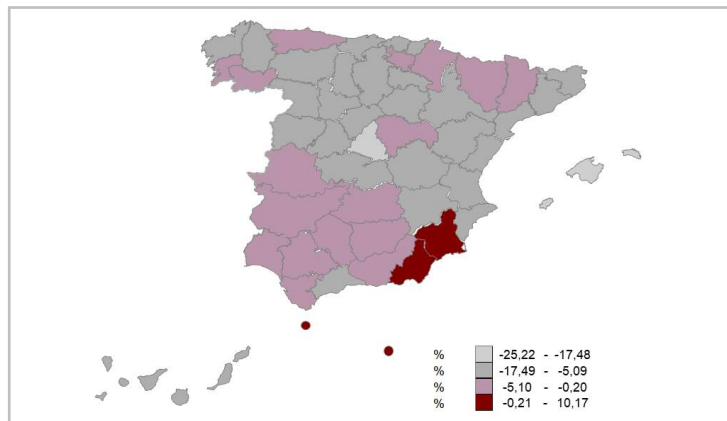 % -25,22 - -17,48
% -17,49 - -5,09
% -5,10 - -0,20
% -0,21 - 10,17